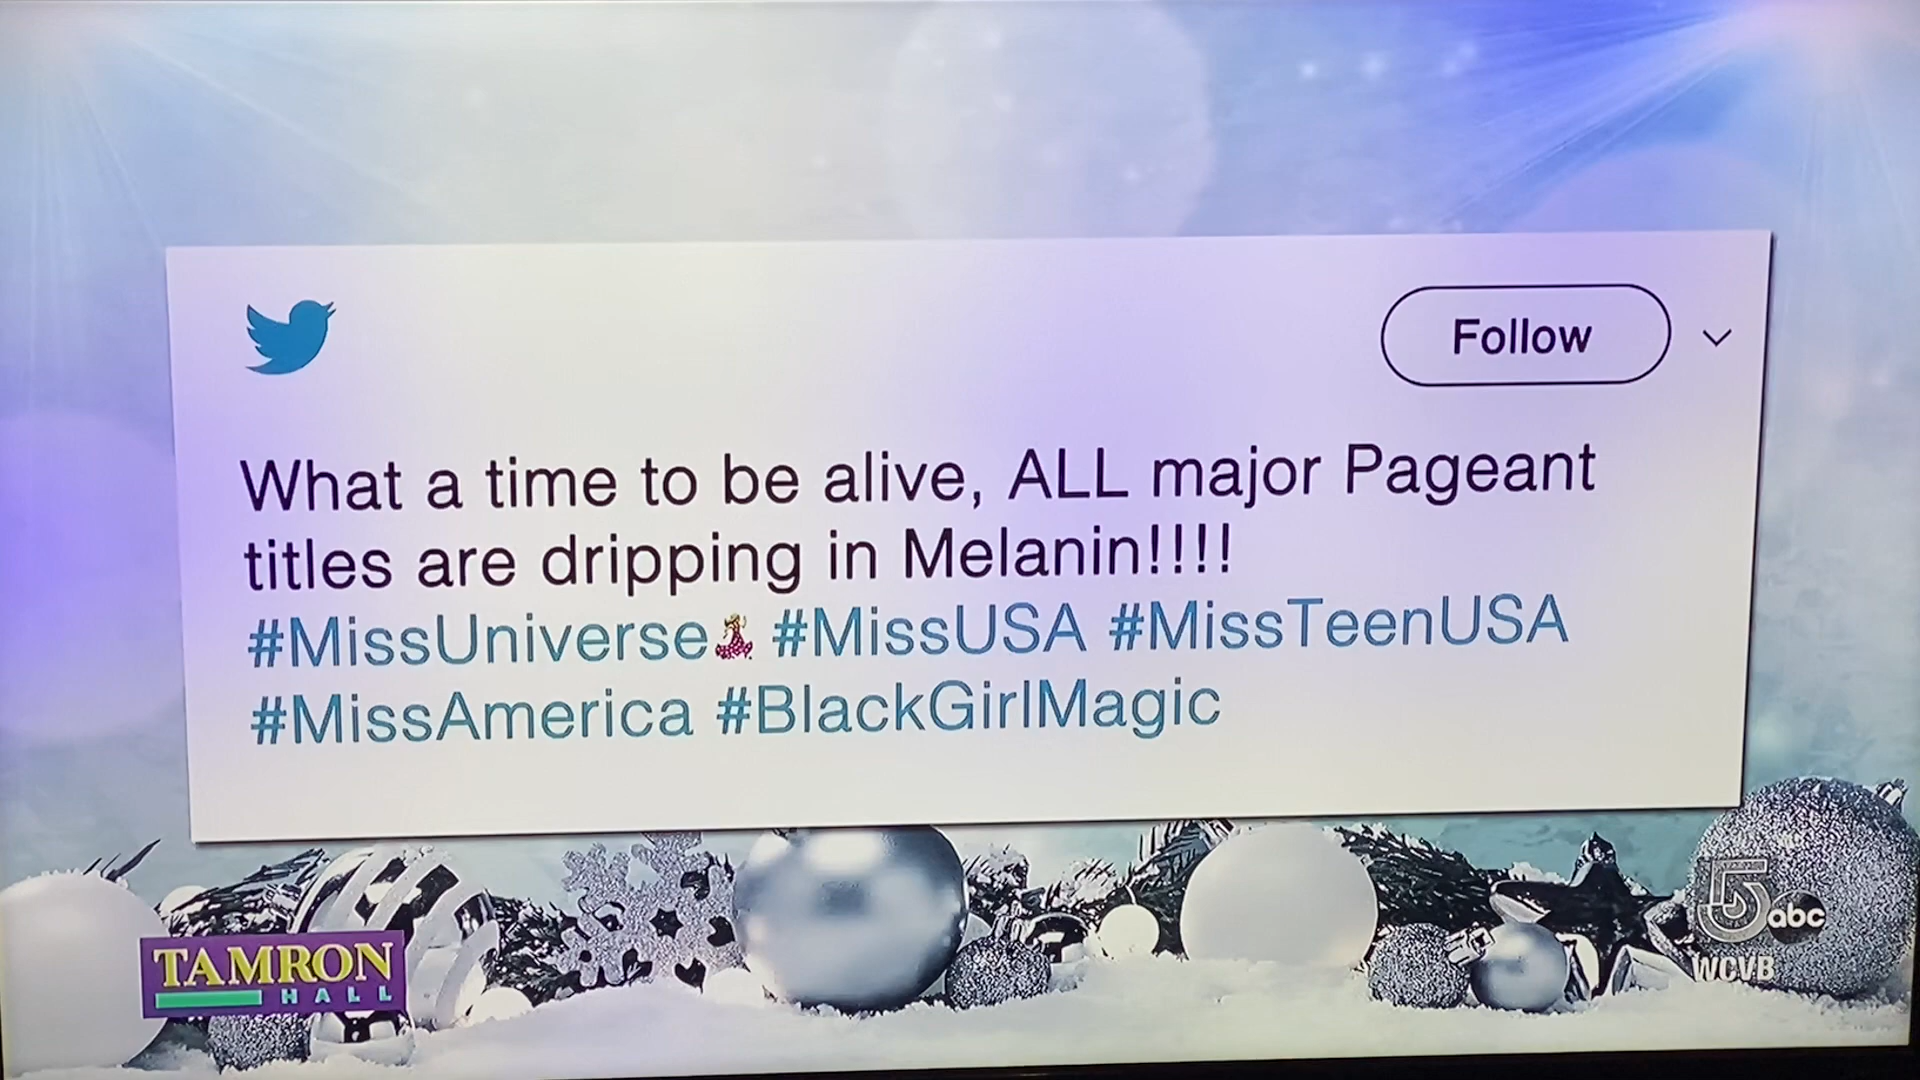 Follow
What a time to be alive, ALL major Pageant
titles are dripping in Melanin!!!!
#MissUniverse💃 #MissUSA #MissTeenUSA
#MissAmerica #BlackGirlMagic
TAMRON
HALL
5 abc
WCVB